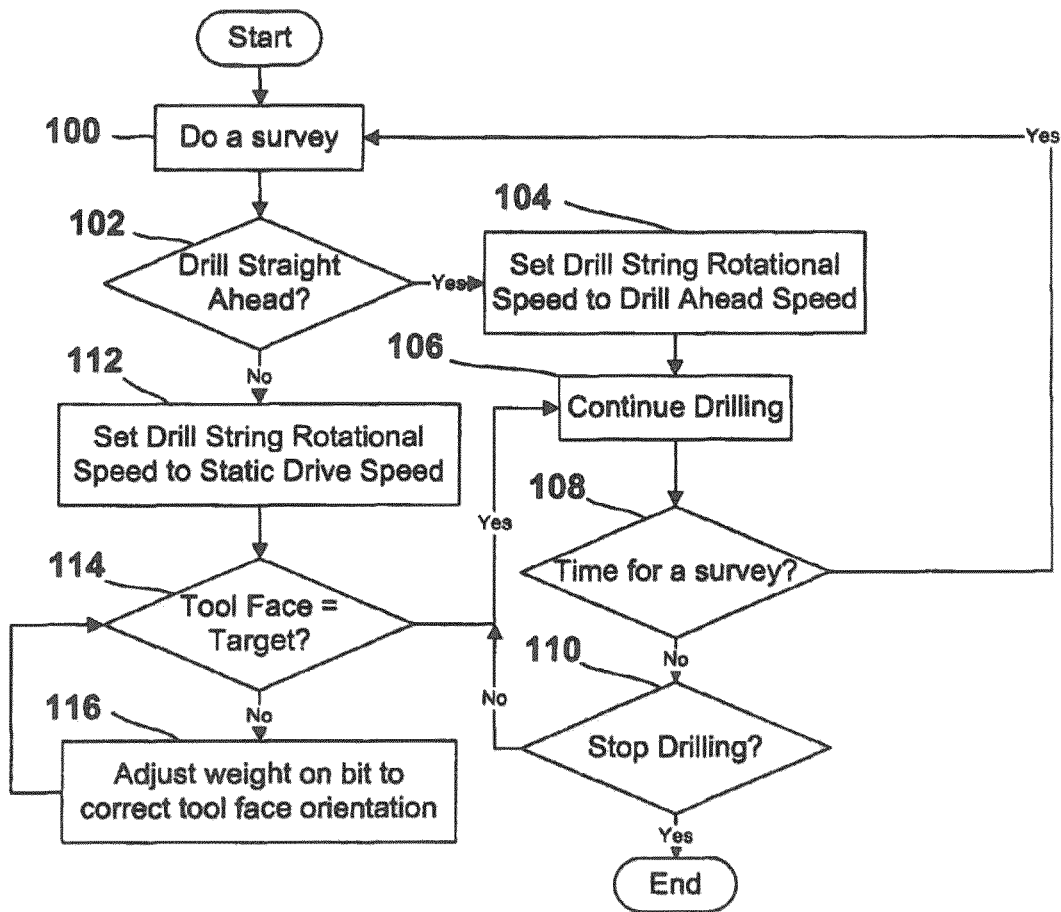 Start
100
Do a survey
Yes
102
104
Drill Straight
Ahead?
Yes
Set Drill String Rotational
Speed to Drill Ahead Speed
No
112
106
Continue Drilling
Set Drill String Rotational
Speed to Static Drive Speed
108
Yes
Time for a survey?
114
Tool Face =
Target?
No
110
No
No
Stop Drilling?
116
Adjust weight on bit to
correct tool face orientation
Yes
End